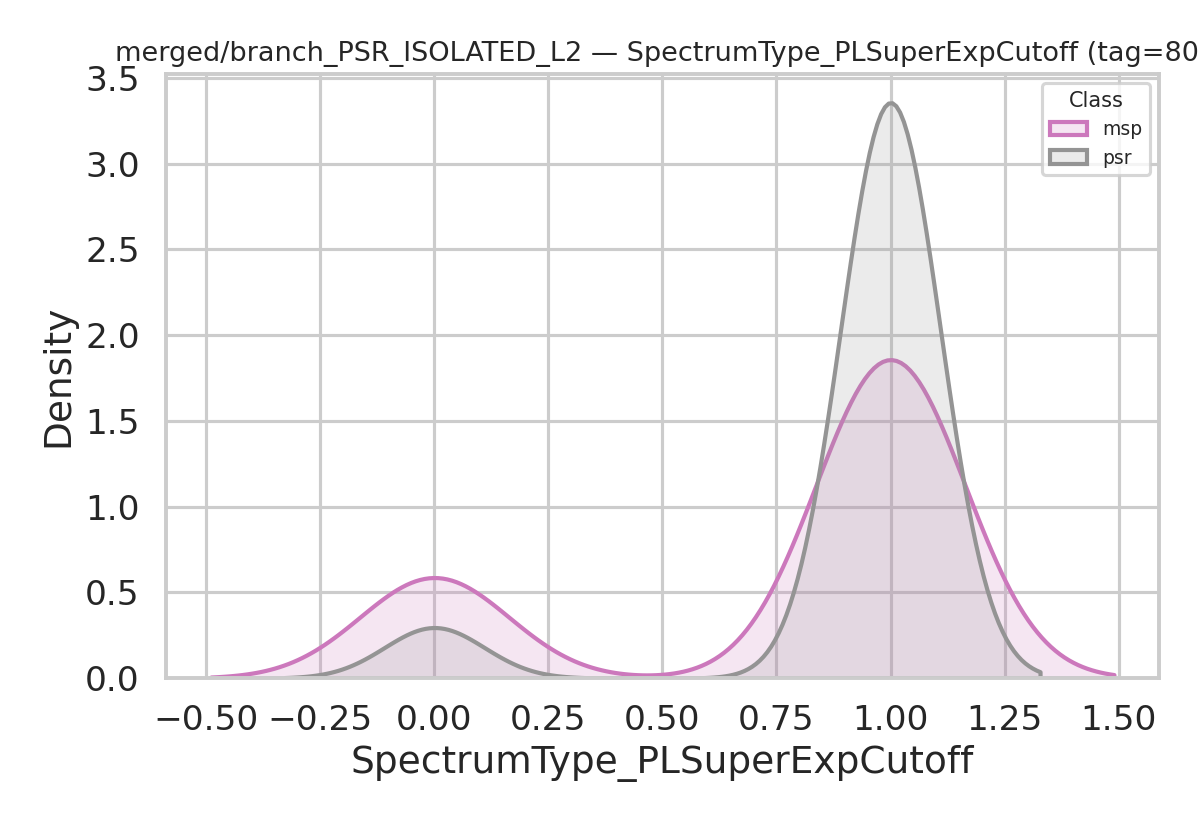 merged/branch_PSR_ISOLATED_L2 — SpectrumType_PLSuperExpCutoff (tag=80
Class
msp
psr
3.5
3.0
2.5
2.0
1.5
1.0
0.5
0.0
Density
−0.50 −0.25 0.00 0.25 0.50 0.75 1.00 1.25 1.50
SpectrumType_PLSuperExpCutoff